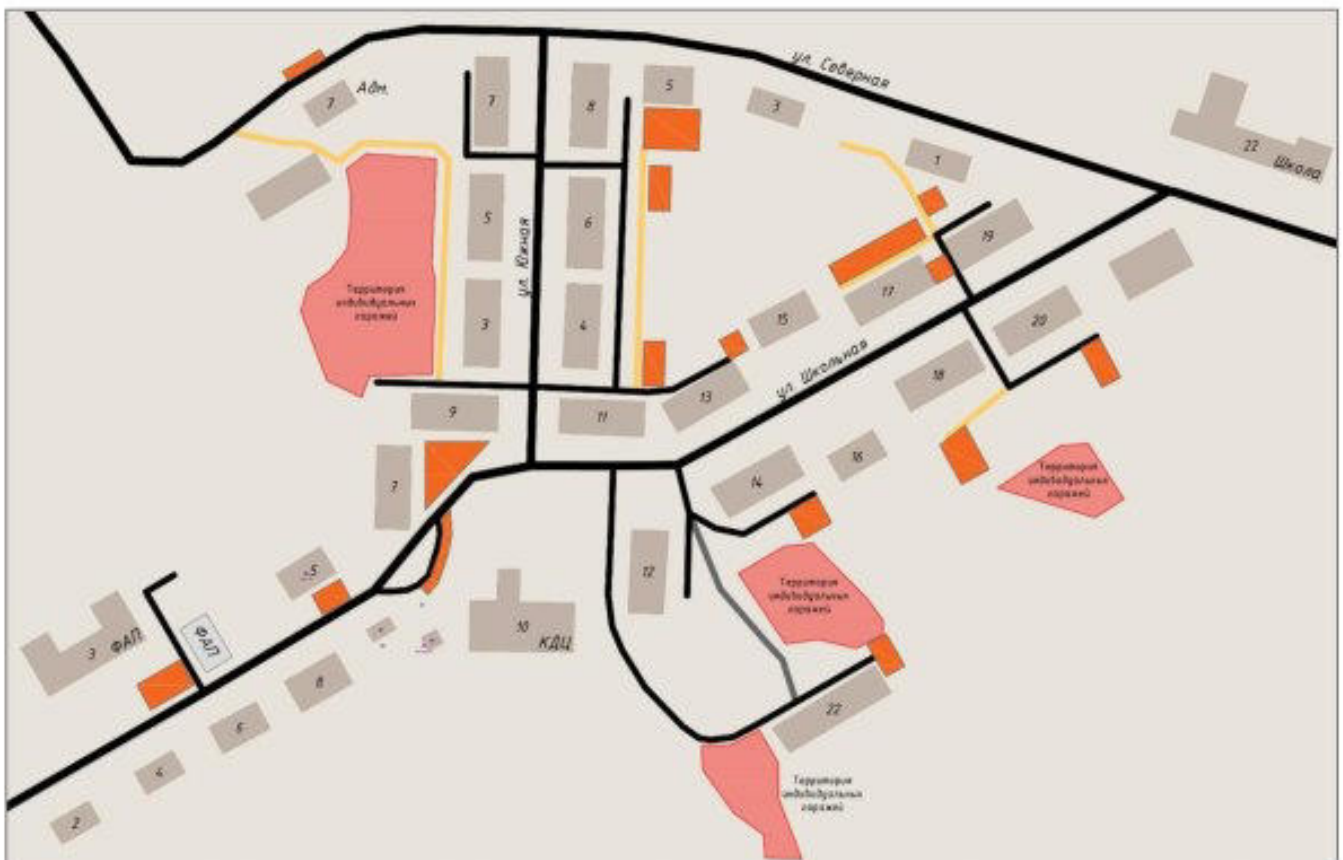 ул. Северная
7
Адм.
7
8
5
3
1
22
Школа
5
6
19
ул. Южная
Территория
индивидуальных
гаражей
3
4
15
17
20
18
ул. Школьная
9
11
13
7
14
16
Территория
индивидуальных
гаражей
5
12
Территория
индивидуальных
гаражей
3
ФАП
ФАП
10
КДЦ
8
6
4
2
22
Территория
индивидуальных
гаражей